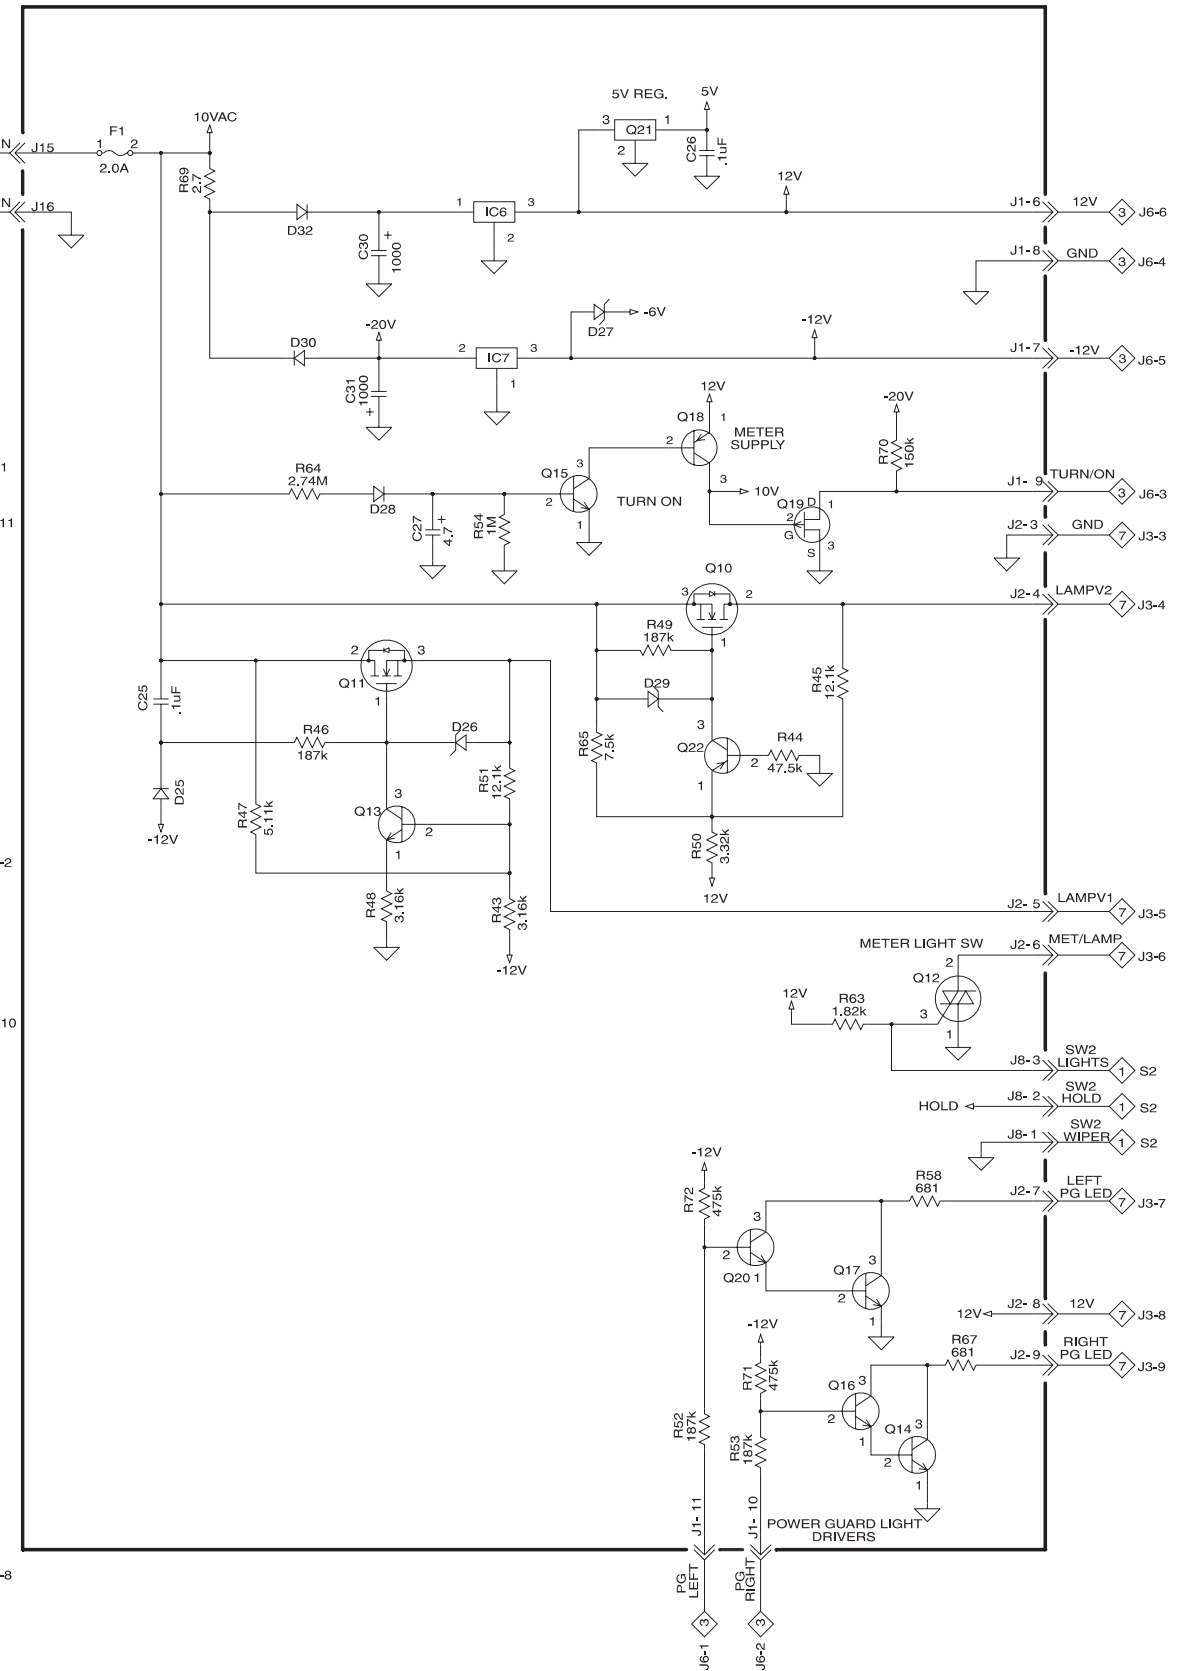 5V REG.
5V
10VAC
F1
3
1
Q21
N
J15
1
2
2.0A
2
C26
.1uF
R69
2.7
12V
N
J16
1
IC6
3
J1-6
12V
3
J6-6
D32
2
C30
+
1000
J1-8
GND
3
J6-4
-20V
-6V
D27
-12V
D30
2
IC7
3
J1-7
-12V
3
J6-5
1
C31
1000
+
12V
-20V
Q18
1
METER
SUPPLY
2
R70
150k
1
R64
2.74M
Q15
3
3
TURN/ON
J1- 9
3
J6-3
D28
2
TURN ON
10V
Q19
D
1
C27
+
4.7
R54
1M
1
2
G
S
3
11
J2- 3
GND
7
J3-3
Q10
3
2
J2- 4
LAMPV2
7
J3-4
R49
187k
1
2
3
Q11
1
C25
.1uF
D29
R45
12.1k
R46
187k
D26
R65
7.5k
3
Q22
2
R44
47.5k
1
R51
12.1k
D25
-12V
R47
5.11k
3
Q13
2
1
R50
3.32k
12V
-2
R48
3.16k
R43
3.16k
-12V
J2- 5
LAMPV1
7
J3-5
METER LIGHT SW
J2-6
MET/LAMP
7
J3-6
Q12
2
12V
R63
1.82k
3
1
10
J8-3
SW2
LIGHTS
1
S2
HOLD
J8- 2
SW2
HOLD
1
S2
J8- 1
SW2
WIPER
1
S2
-12V
R72
475k
R58
681
J2-7
LEFT
PG LED
7
J3-7
3
2
Q20
1
Q17
3
2
1
12V
J2- 8
12V
7
J3-8
-12V
R67
681
J2-9
RIGHT
PG LED
7
J3-9
R71
475k
Q16
3
2
1
Q14
3
2
1
R52
187k
R53
187k
J1- 11
J1- 10
POWER GUARD LIGHT
DRIVERS
-8
PG
LEFT
PG
RIGHT
3
3
J6-1
J6-2